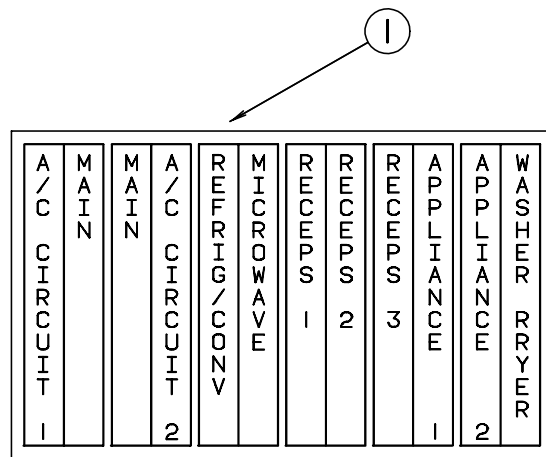 1
A/C CIRCUIT 1
MAIN
MAIN
A/C CIRCUIT 2
REFRIG/CONV
MICROWAVE
RECEPS 1
RECEPS 2
RECEPS 3
APPLIANCE 1
APPLIANCE 2
WASHER RRYER